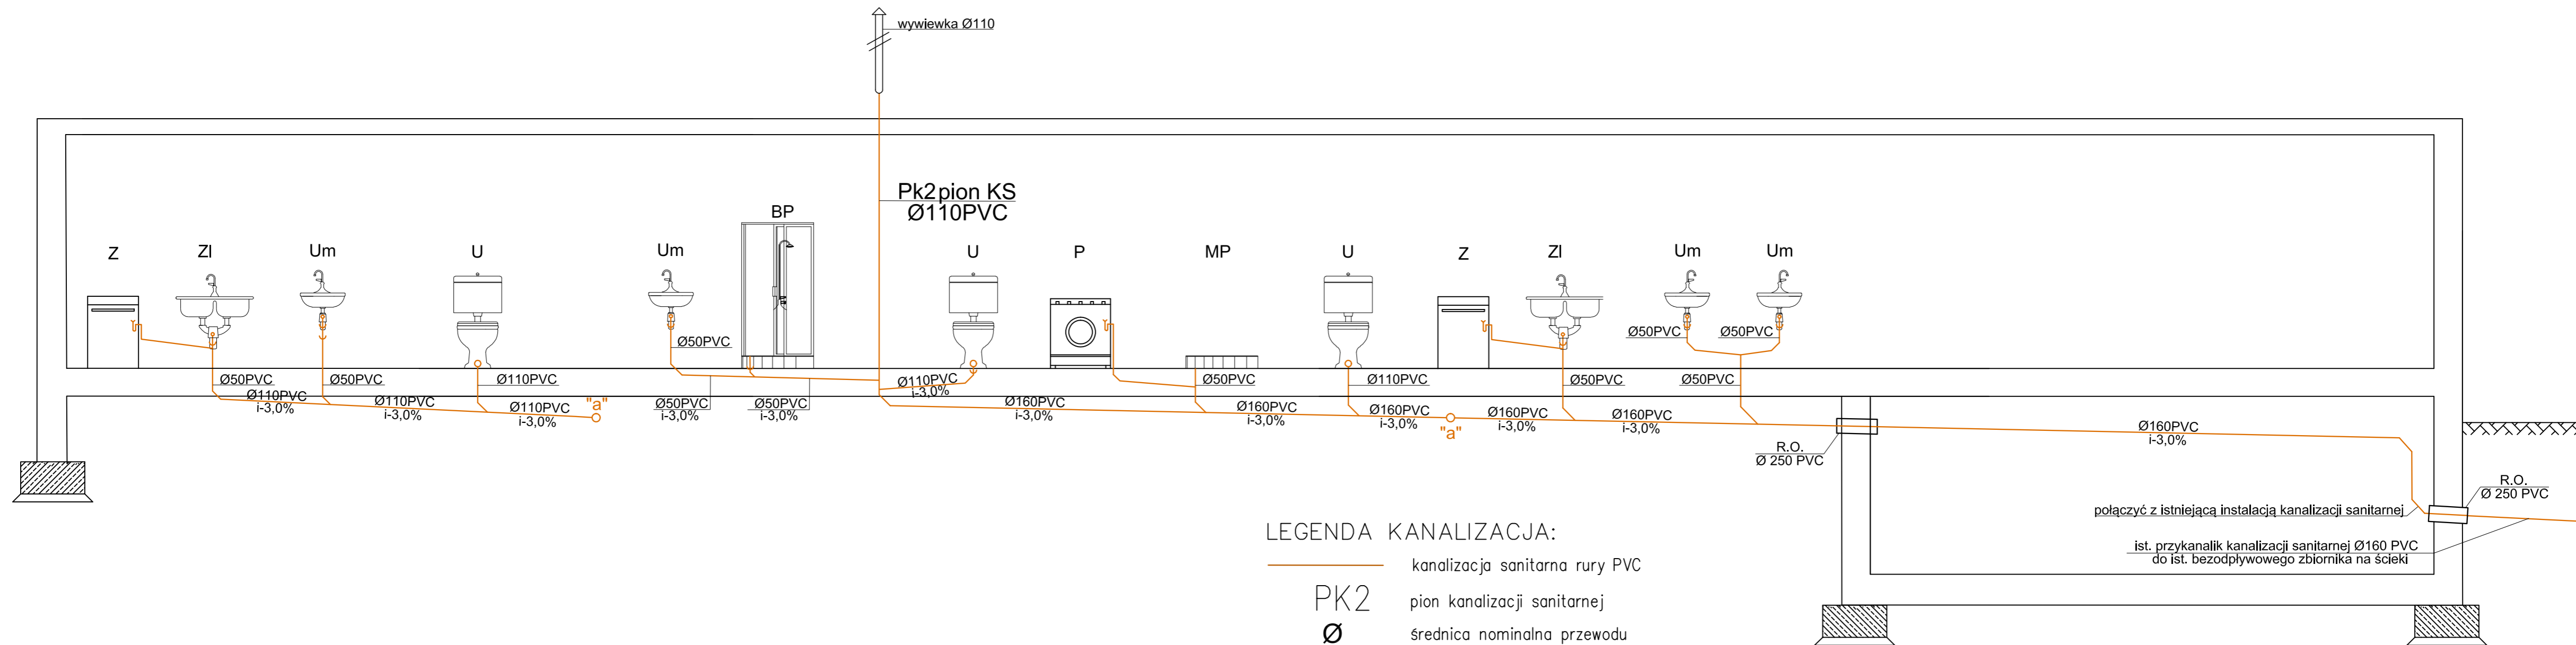 wywiewka Ø110
Pk2 pion KS
Ø110PVC
Z
Zl
Um
U
Um
BP
U
P
MP
U
Z
Zl
Um
Um
Ø50PVC
Ø50PVC
Ø50PVC
Ø50PVC
Ø50PVC
Ø110PVC
Ø50PVC
Ø110PVC
Ø50PVC
Ø50PVC
Ø110PVC
i-3,0%
Ø110PVC
i-3,0%
Ø110PVC
i-3,0%
"a"
Ø50PVC
i-3,0%
Ø50PVC
i-3,0%
Ø110PVC
i-3,0%
Ø160PVC
i-3,0%
Ø160PVC
i-3,0%
Ø160PVC
i-3,0%
"a"
Ø160PVC
i-3,0%
Ø160PVC
i-3,0%
Ø160PVC
i-3,0%
R.O.
Ø 250 PVC
R.O.
Ø 250 PVC
połączyć z istniejącą instalacją kanalizacji sanitarnej
ist. przykanalik kanalizacji sanitarnej Ø160 PVC
do ist. bezodpływowego zbiornika na ścieki
LEGENDA KANALIZACJA:
kanalizacja sanitarna rury PVC
PK2 pion kanalizacji sanitarnej
Ø średnica nominalna przewodu